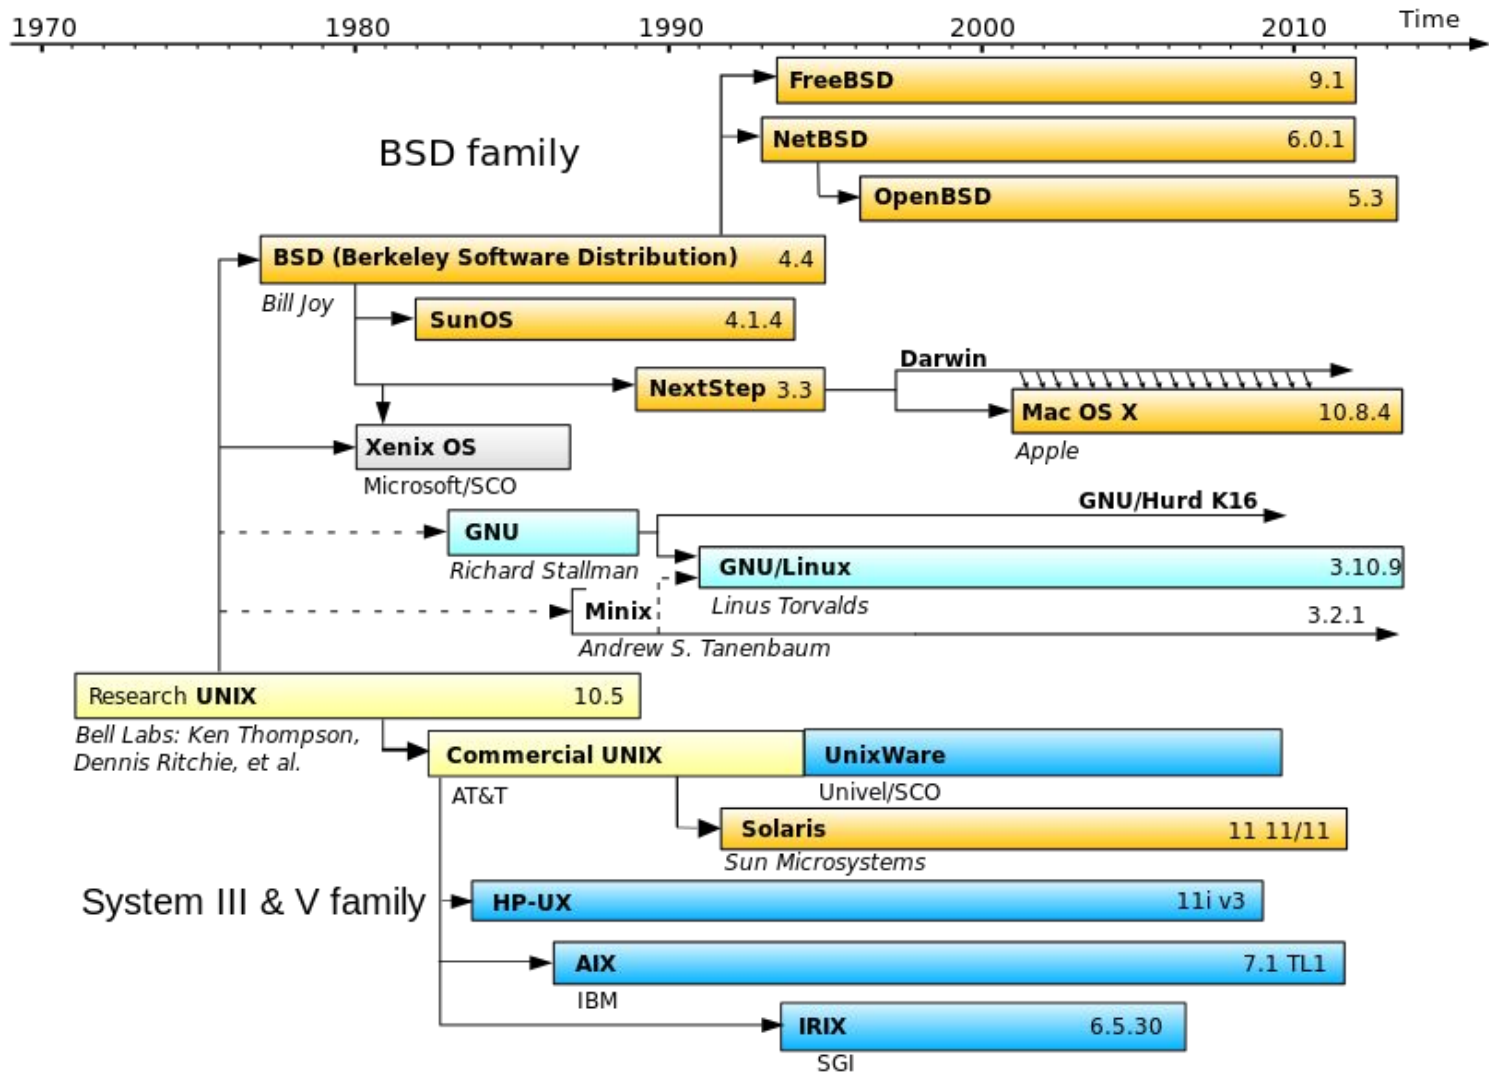 1970 1980 1990 2000 2010 Time
FreeBSD 9.1
BSD family
NetBSD 6.0.1
OpenBSD 5.3
BSD (Berkeley Software Distribution) 4.4
Bill Joy
SunOS 4.1.4
Darwin
NextStep 3.3
Mac OS X 10.8.4
Apple
Xenix OS
Microsoft/SCO
GNU/Hurd K16
GNU
Richard Stallman
GNU/Linux 3.10.9
Linus Torvalds
Minix 3.2.1
Andrew S. Tanenbaum
Research UNIX 10.5
Bell Labs: Ken Thompson,
Dennis Ritchie, et al.
Commercial UNIX
AT&T
UnixWare
Univel/SCO
Solaris 11 11/11
Sun Microsystems
System III & V family
HP-UX 11i v3
AIX 7.1 TL1
IBM
IRIX 6.5.30
SGI